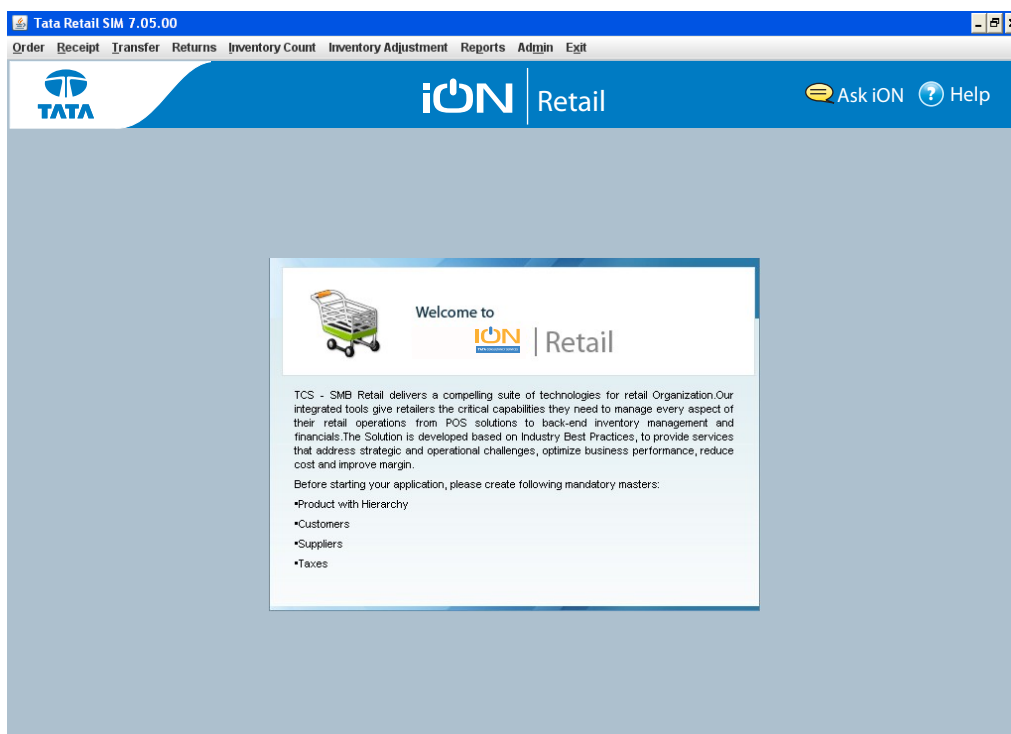 Tata Retail SIM 7.05.00
Order Receipt Transfer Returns Inventory Count Inventory Adjustment Reports Admin Exit
TATA
iON Retail
Ask iON ? Help
Welcome to
ION Retail
TCS - SMB Retail delivers a compelling suite of technologies for retail Organization.Our
integrated tools give retailers the critical capabilities they need to manage every aspect of
their retail operations from POS solutions to back-end inventory management and
financials.The Solution is developed based on Industry Best Practices, to provide services
that address strategic and operational challenges, optimize business performance, reduce
cost and improve margin.
Before starting your application, please create following mandatory masters:
▪Product with Hierarchy
▪Customers
▪Suppliers
▪Taxes